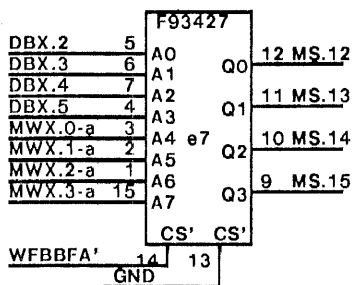 F93427
DBX.2 5 A0 Q0 12 MS.12
DBX.3 6 A1
DBX.4 7 A2 Q1 11 MS.13
DBX.5 4 A3
MWX.0-a 3 A4 e7 Q2 10 MS.14
MWX.1-a 2 A5
MWX.2-a 1 A6 Q3 9 MS.15
MWX.3-a 15 A7
CS' CS'
WFBBFA' 14 13
GND